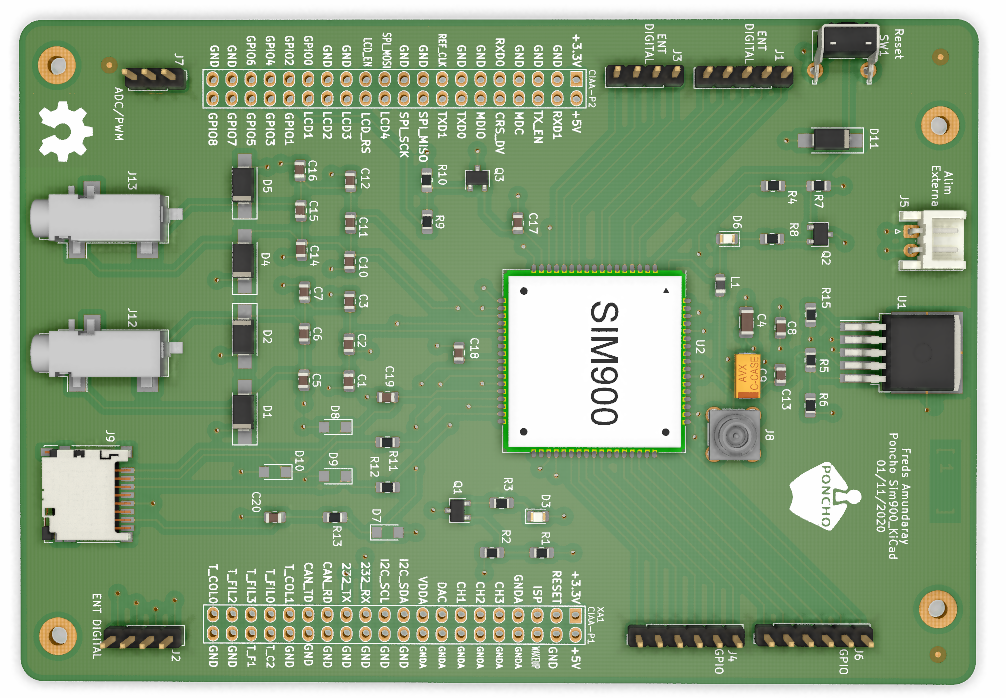 J7
ADC/PWM
GND GND GPIO6 GPIO4 GPIO2 GPIO0 GND GND LCD_EN SPI_MOSI GND GND REF_CLK GND GND RXD0 GND GND GND +3.3V
GPIO8 GPIO7 GPIO5 GPIO3 GPIO1 LCD1 LCD2 LCD3 LCD_RS LCD4 SPI_SCK SPI_MISO TXD1 TXD0 MDIO CRS_DV MDC TX_EN RXD1 +5V
CIAA-P2
J3
ENT
DIGITAL
J1
ENT
DIGITAL
Reset
SW1
D11
Alim
Externa
J5
R4
R7
R8
Q2
D6
L1
R15
U1
C4
C8
R5
AVX
C-CASE
C9
C13
R6
J8
J13
D5
C16
C12
R10
Q3
C15
C11
R9
C17
D4
C14
C10
C7
C3
J12
D2
C6
C2
C18
C5
C1
C19
D1
SIM900
U2
D8
J9
D10
D9
R11
R12
C20
R13
D7
Q1
R3
D3
R2
R1
PONCHO
Freds Amundaray
Poncho Sim900_KiCad
01/11/2020
ENT DIGITAL
J2
T_COL0 T_FIL2 T_FIL3 T_FIL0 T_COL1 CAN_TD CAN_RD 232_TX 232_RX I2C_SCL I2C_SDA VDDA DAC CH1 CH2 CH3 GNDA ISP RESET +3.3V
GND GND T_F1 T_C2 GND GND GND GND GND GND GND GNDA GNDA GNDA GNDA GNDA GNDA WAKEUP GND +5V
XA1
CIAA-P1
J4
GPIO
J6
GPIO